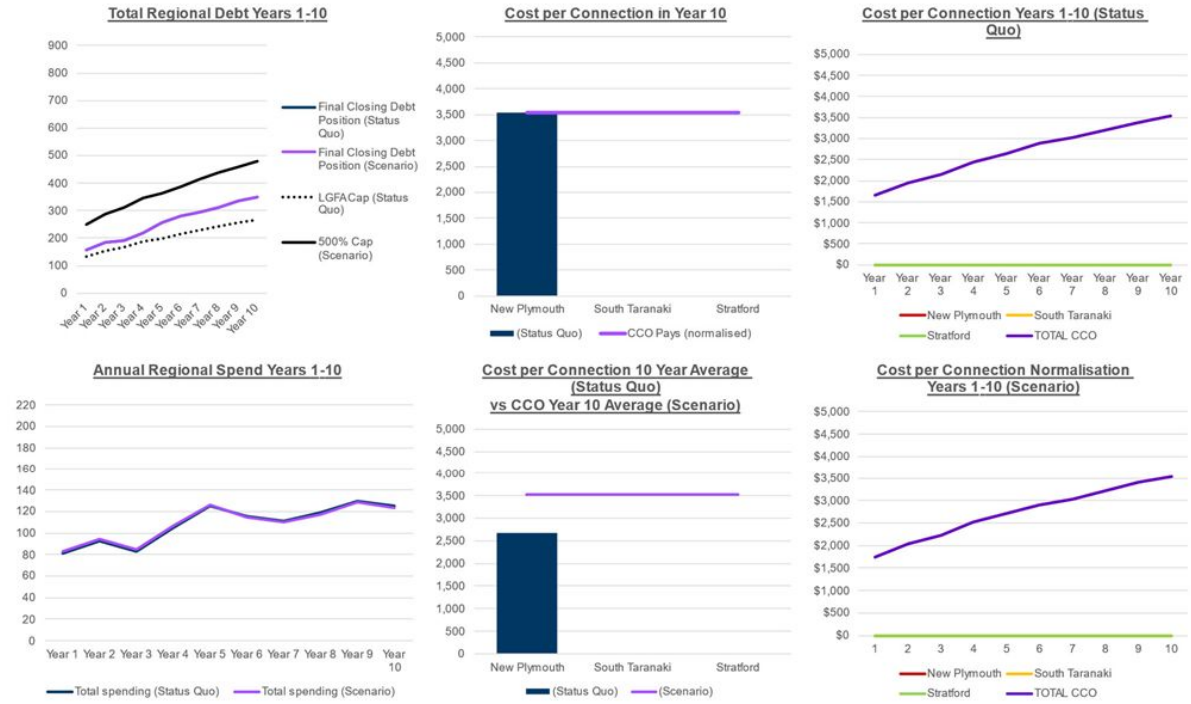 Total Regional Debt Years 1-10
900
800
700
600
500
400
300
200
100
0
Year 1
Year 2
Year 3
Year 4
Year 5
Year 6
Year 7
Year 8
Year 9
Year 10
Final Closing Debt
Position (Status
Quo)
Final Closing Debt
Position (Scenario)
LGFA Cap (Status
Quo)
500% Cap
(Scenario)
Cost per Connection in Year 10
5,000
4,500
4,000
3,500
3,000
2,500
2,000
1,500
1,000
500
0
New Plymouth South Taranaki Stratford
(Status Quo) CCO Pays (normalised)
Cost per Connection Years 1-10 (Status
Quo)
$5,000
$4,500
$4,000
$3,500
$3,000
$2,500
$2,000
$1,500
$1,000
$500
$0
Year Year Year Year Year Year Year Year Year Year
1 2 3 4 5 6 7 8 9 10
New Plymouth South Taranaki
Stratford TOTAL CCO
Annual Regional Spend Years 1-10
220
200
180
160
140
120
100
80
60
40
20
0
Year 1 Year 2 Year 3 Year 4 Year 5 Year 6 Year 7 Year 8 Year 9 Year
10
Total spending (Status Quo) Total spending (Scenario)
Cost per Connection 10 Year Average
(Status Quo)
vs CCO Year 10 Average (Scenario)
5,000
4,500
4,000
3,500
3,000
2,500
2,000
1,500
1,000
500
0
New Plymouth South Taranaki Stratford
(Status Quo) (Scenario)
Cost per Connection Normalisation
Years 1-10 (Scenario)
$5,000
$4,500
$4,000
$3,500
$3,000
$2,500
$2,000
$1,500
$1,000
$500
$0
1 2 3 4 5 6 7 8 9 10
New Plymouth South Taranaki
Stratford TOTAL CCO